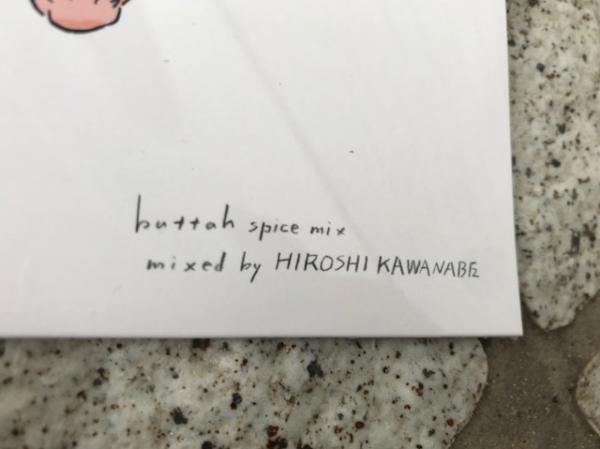 buttah spice mix
mixed by HIROSHI KAWANABE